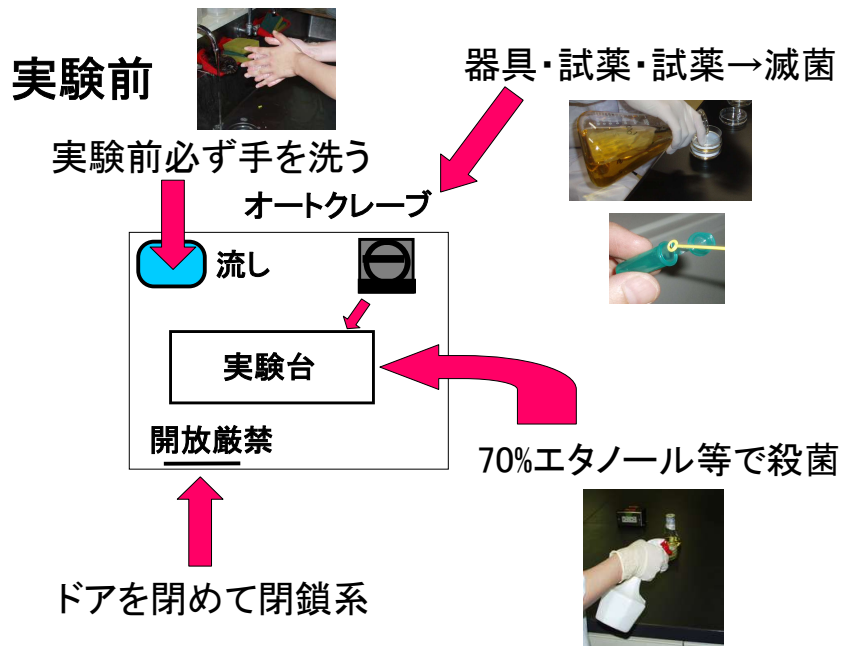 実験前
器具・試薬・試薬→滅菌
実験前必ず手を洗う
オートクレーブ
流し
実験台
開放厳禁
70%エタノール等で殺菌
ドアを閉めて閉鎖系